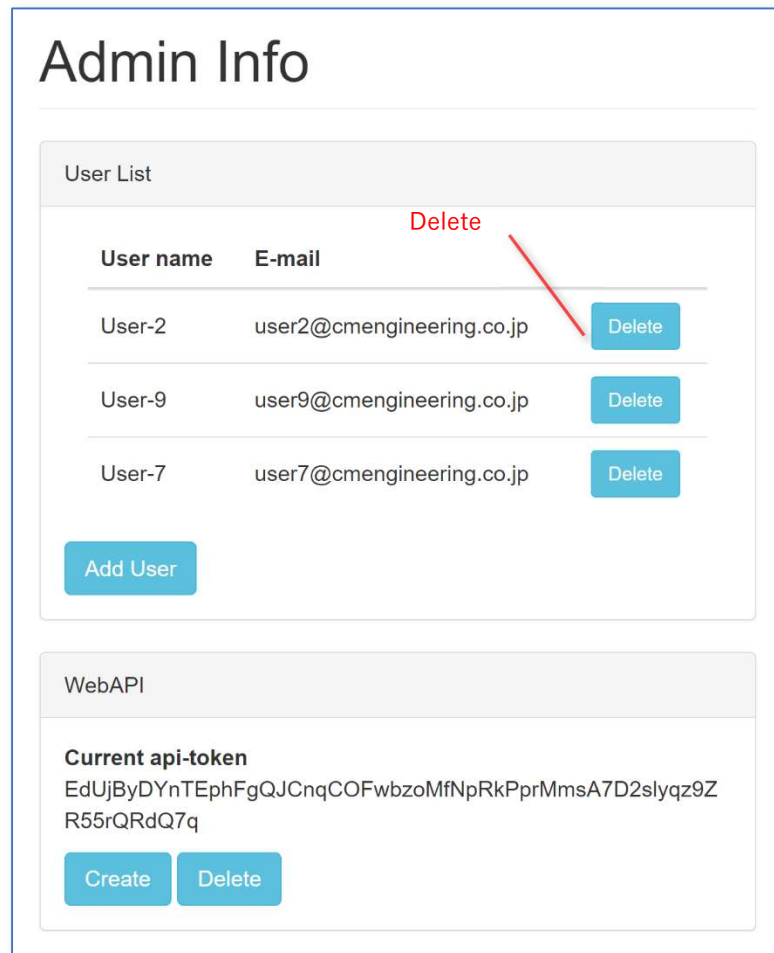 Admin Info
User List
Delete
User name E-mail
User-2 user2@cmengineering.co.jp Delete
User-9 user9@cmengineering.co.jp Delete
User-7 user7@cmengineering.co.jp Delete
Add User
WebAPI
Current api-token
EdUjByDYnTEphFgQJCnqCOFwbzoMfNpRkPprMmsA7D2slyqz9Z
R55rQRdQ7q
Create Delete